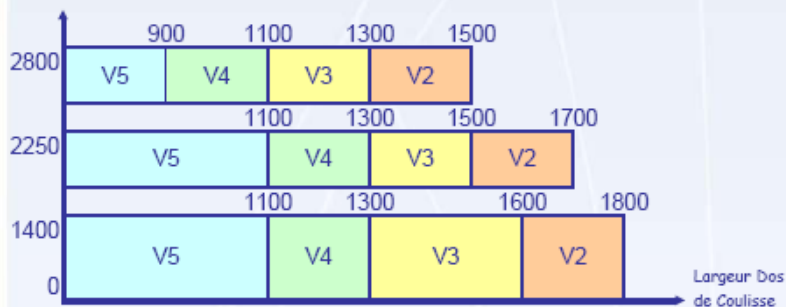 900 1100 1300 1500
2800 V5 V4 V3 V2
1100 1300 1500 1700
2250 V5 V4 V3 V2
1100 1300 1600 1800
1400
V5 V4 V3 V2
0
Largeur Dos
de Coulisse